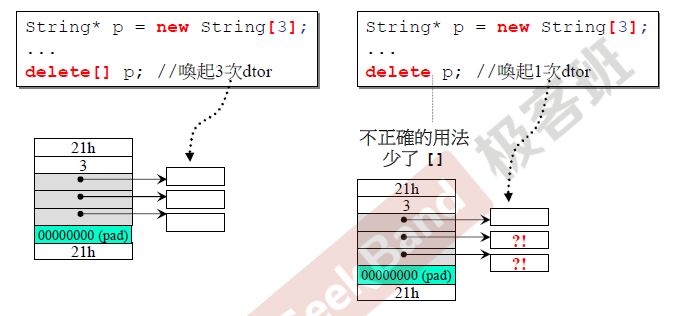 String* p = new String[3];
...
delete[] p; //喚起3次dtor
21h
3
00000000 (pad)
21h
String* p = new String[3];
...
delete p; //喚起1次dtor
不正確的用法
少了 []
21h
3
?!
?!
00000000 (pad)
21h
GeekBand 极客班